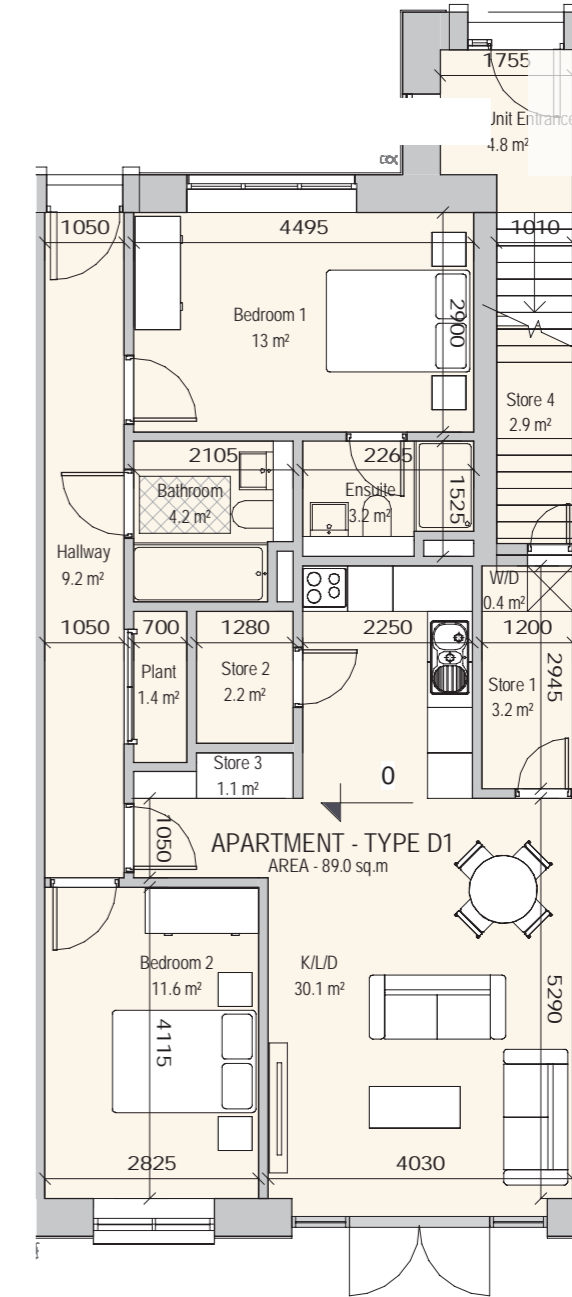 1755
Unit Entrance
4.8 m²
1050
4495
1010
Bedroom 1
13 m²
2900
Store 4
2.9 m²
2105
2265
Bathroom
4.2 m²
Ensuite
3.2 m²
1525
Hallway
9.2 m²
W/D
0.4 m²
1050
700
1280
2250
1200
Plant
1.4 m²
Store 2
2.2 m²
Store 1
3.2 m²
2945
Store 3
1.1 m²
0
1050
APARTMENT - TYPE D1
AREA - 89.0 sq.m
Bedroom 2
11.6 m²
K/L/D
30.1 m²
5290
4115
2825
4030